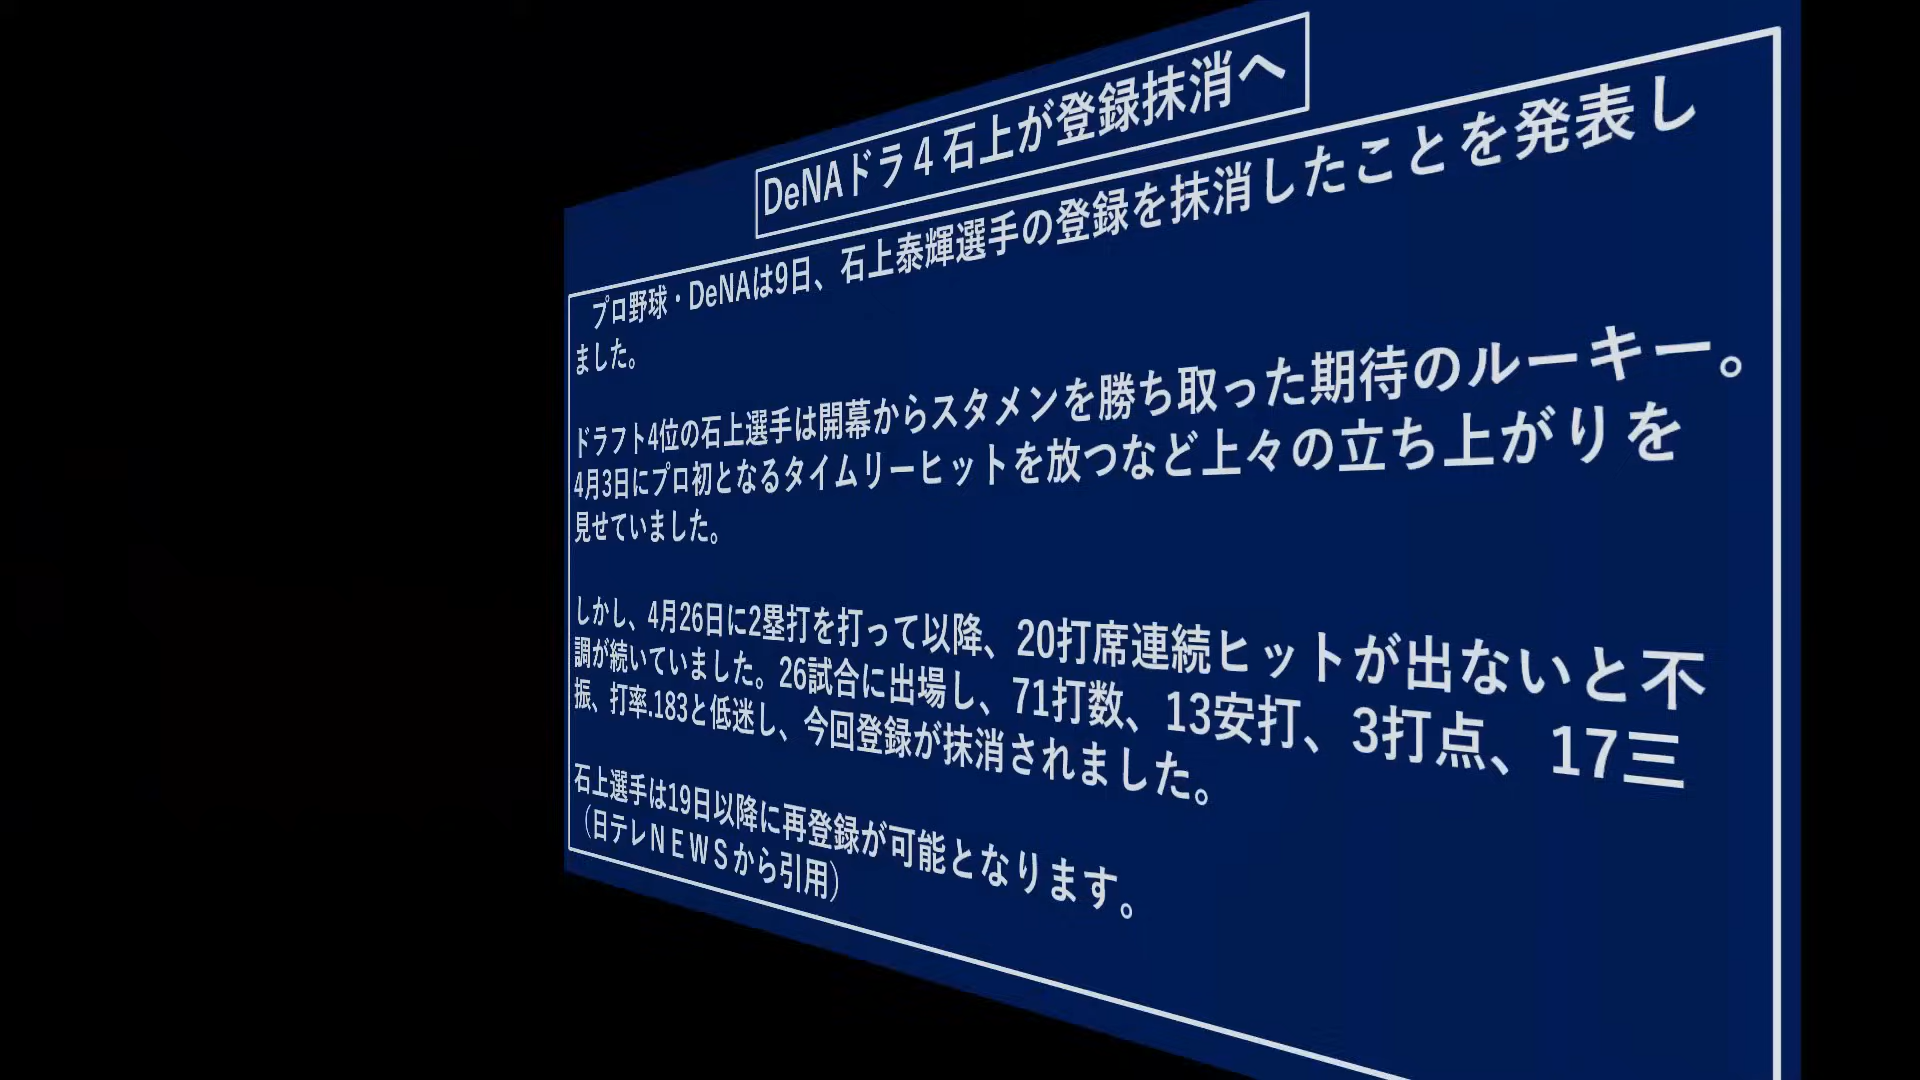 DeNAドラ４石上が登録抹消へ
プロ野球・DeNAは9日、石上泰輝選手の登録を抹消したことを発表し
ました。
ドラフト4位の石上選手は開幕からスタメンを勝ち取った期待のルーキー。
4月3日にプロ初となるタイムリーヒットを放つなど上々の立ち上がりを
見せていました。
しかし、4月26日に2塁打を打って以降、20打席連続ヒットが出ないと不
調が続いていました。26試合に出場し、71打数、13安打、3打点、17三
振、打率.183と低迷し、今回登録が抹消されました。
石上選手は19日以降に再登録が可能となります。
（日テレＮＥＷＳから引用）